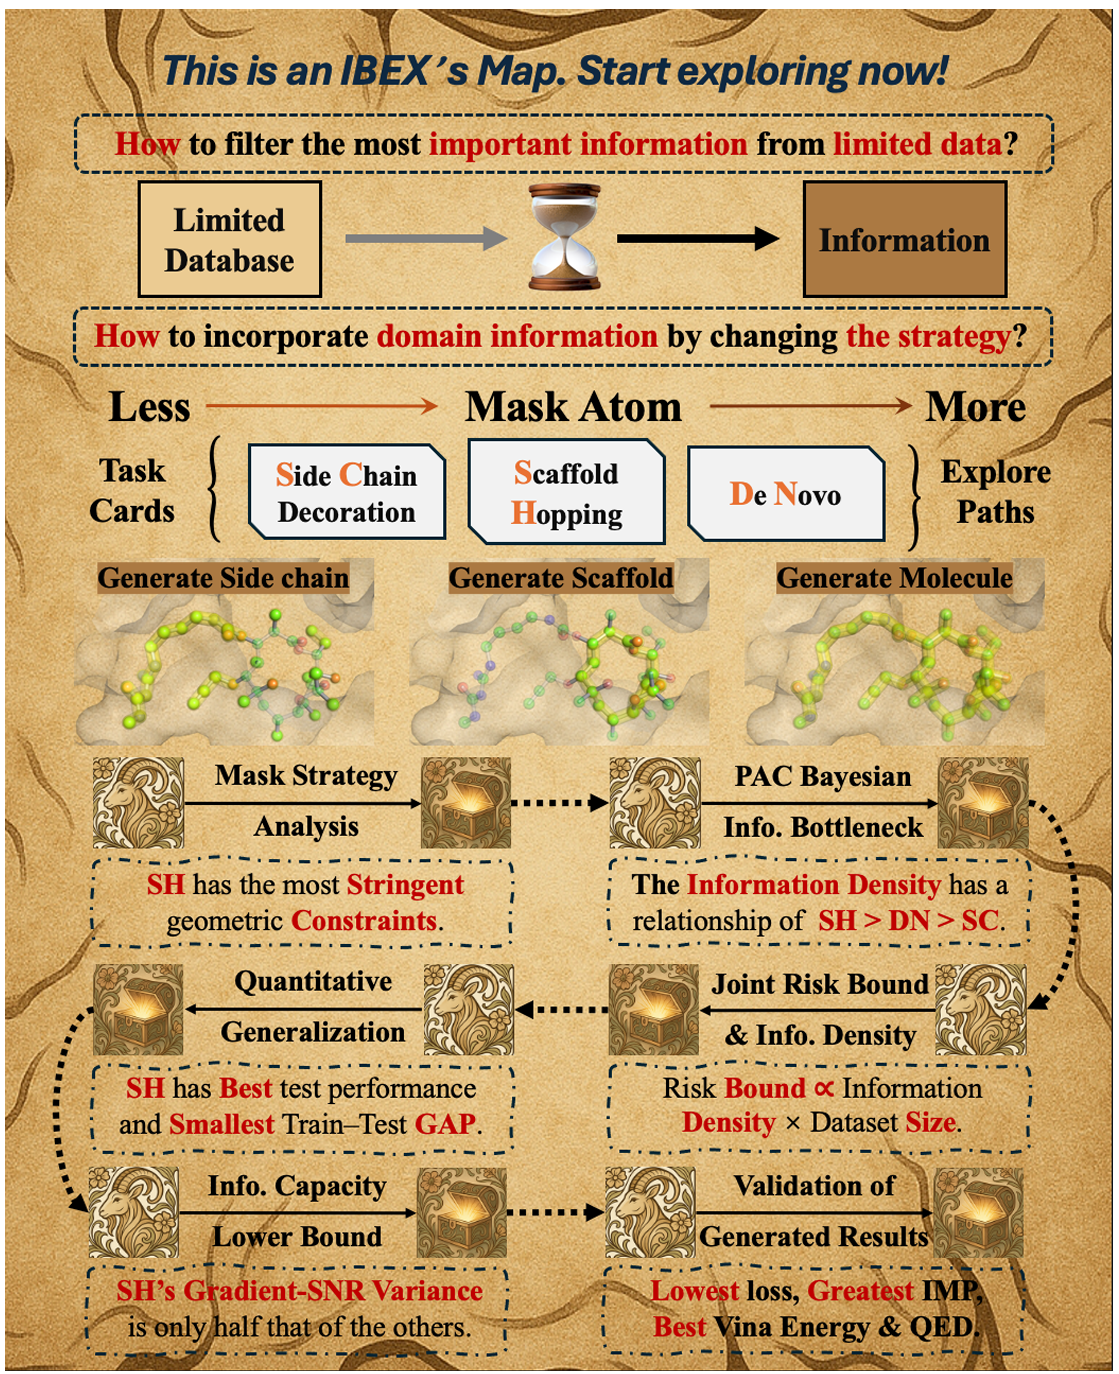 This is an IBEX´s Map. Start exploring now!
How to filter the most important information from limited data?
Limited
Database
Information
How to incorporate domain information by changing the strategy?
Less
Mask Atom
More
Task
Cards
Side Chain
Decoration
Scaffold
Hopping
De Novo
Explore
Paths
Generate Side chain
Generate Scaffold
Generate Molecule
Mask Strategy
Analysis
PAC Bayesian
Info. Bottleneck
SH has the most Stringent
geometric Constraints.
The Information Density has a
relationship of SH > DN > SC.
Quantitative
Generalization
Joint Risk Bound
& Info. Density
SH has Best test performance
and Smallest Train–Test GAP.
Risk Bound ∝ Information
Density × Dataset Size.
Info. Capacity
Lower Bound
Validation of
Generated Results
SH's Gradient-SNR Variance
is only half that of the others.
Lowest loss, Greatest IMP,
Best Vina Energy & QED.